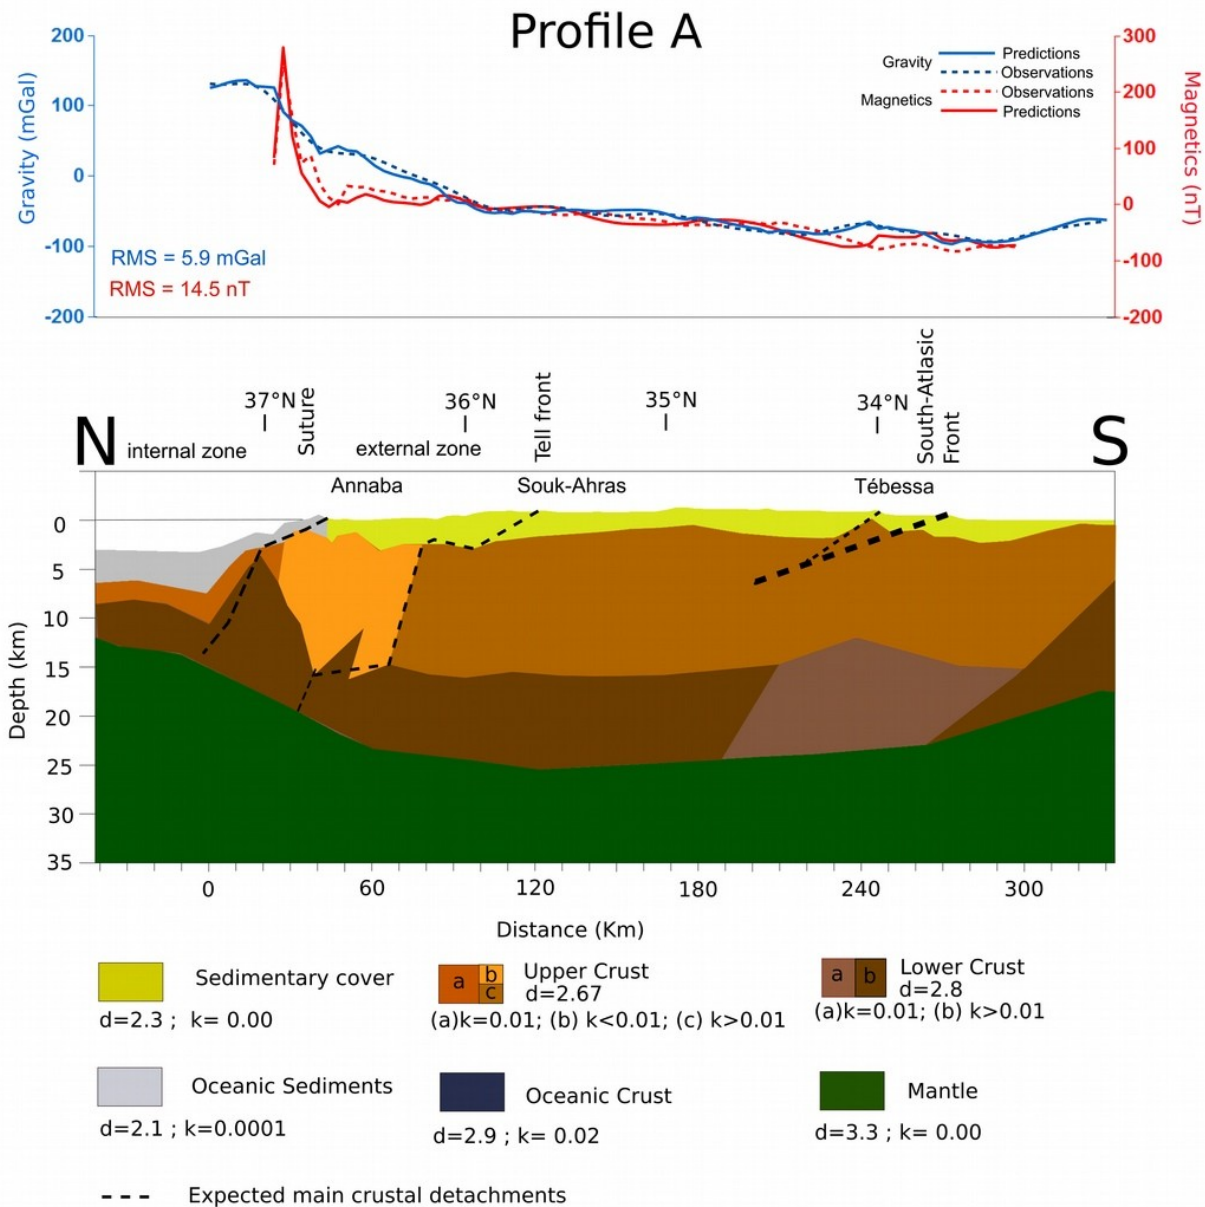 Profile A
200
100
0
-100
-200
Gravity (mGal)
300
200
100
0
-100
-200
Magnetics (nT)
Gravity
Predictions
Observations
Magnetics
Observations
Predictions
RMS = 5.9 mGal
RMS = 14.5 nT
37°N
Suture
36°N
Tell front
35°N
34°N
South-Atlasic
Front
N
internal zone
external zone
S
Annaba
Souk-Ahras
Tébessa
0
5
10
15
20
25
30
35
Depth (km)
0
60
120
180
240
300
Distance (Km)
Sedimentary cover
d=2.3 ; k= 0.00
a
b
c
Upper Crust
d=2.67
(a)k=0.01; (b) k<0.01; (c) k>0.01
a
b
Lower Crust
d=2.8
(a)k=0.01; (b) k>0.01
Oceanic Sediments
d=2.1 ; k=0.0001
Oceanic Crust
d=2.9 ; k= 0.02
Mantle
d=3.3 ; k= 0.00
Expected main crustal detachments